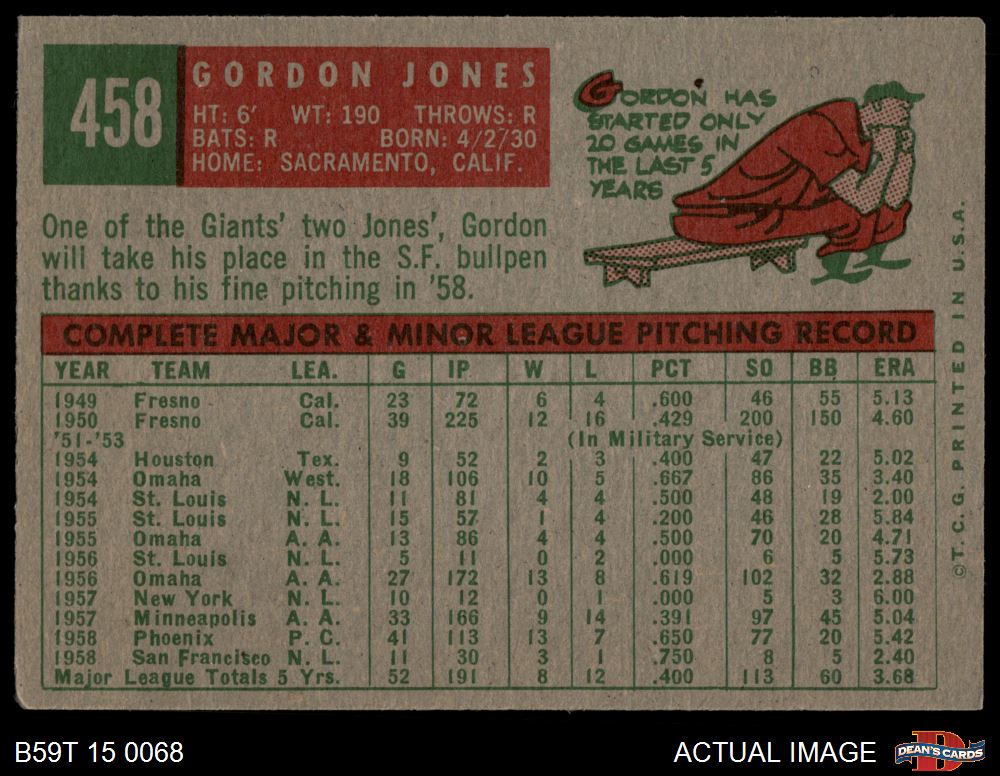 458
GORDON JONES
HT: 6' WT: 190 THROWS: R
BATS: R BORN: 4/2/30
HOME: SACRAMENTO, CALIF.
GORDON HAS
STARTED ONLY
20 GAMES IN
THE LAST 5
YEARS
One of the Giants' two Jones', Gordon
will take his place in the S.F. bullpen
thanks to his fine pitching in '58.
COMPLETE MAJOR & MINOR LEAGUE PITCHING RECORD
YEAR TEAM LEA. G IP W L PCT SO BB ERA
1949 Fresno Cal. 23 72 6 4 .600 46 55 5.13
1950 Fresno Cal. 39 225 12 16 .429 200 150 4.60
'51-'53 (In Military Service)
1954 Houston Tex. 9 52 2 3 .400 47 22 5.02
1954 Omaha West. 18 106 10 5 .667 86 35 3.40
1954 St. Louis N. L. 11 81 4 4 .500 48 19 2.00
1955 St. Louis N. L. 15 57 1 4 .200 46 28 5.84
1955 Omaha A. A. 13 86 4 4 .500 70 20 4.71
1956 St. Louis N. L. 5 11 0 2 .000 6 5 5.73
1956 Omaha A. A. 27 172 13 8 .619 102 32 2.88
1957 New York N. L. 10 12 0 1 .000 5 3 6.00
1957 Minneapolis A. A. 33 166 9 14 .391 97 45 5.04
1958 Phoenix P. C. 41 113 13 7 .650 77 20 5.42
1958 San Francisco N. L. 11 30 3 1 .750 8 5 2.40
Major League Totals 5 Yrs. 52 191 8 12 .400 113 60 3.68
©T. C. G. PRINTED IN U.S.A.
B59T 15 0068
ACTUAL IMAGE
D
DEAN'S CARDS